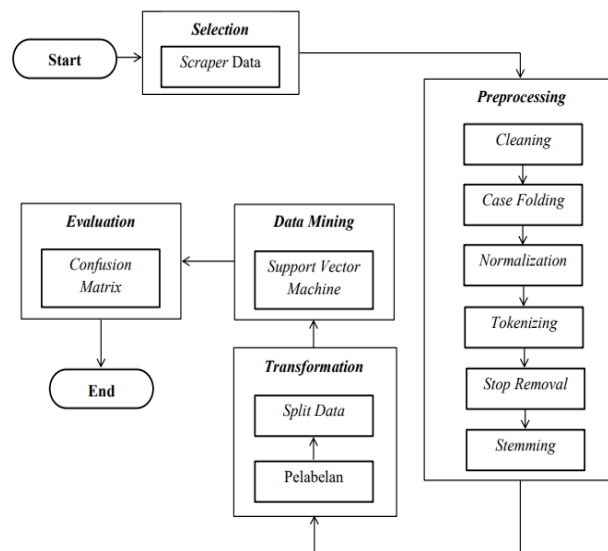 Start
Selection
Scraper Data
Preprocessing
Cleaning
Case Folding
Normalization
Tokenizing
Stop Removal
Stemming
Transformation
Split Data
Pelabelan
Data Mining
Support Vector
Machine
Evaluation
Confusion
Matrix
End